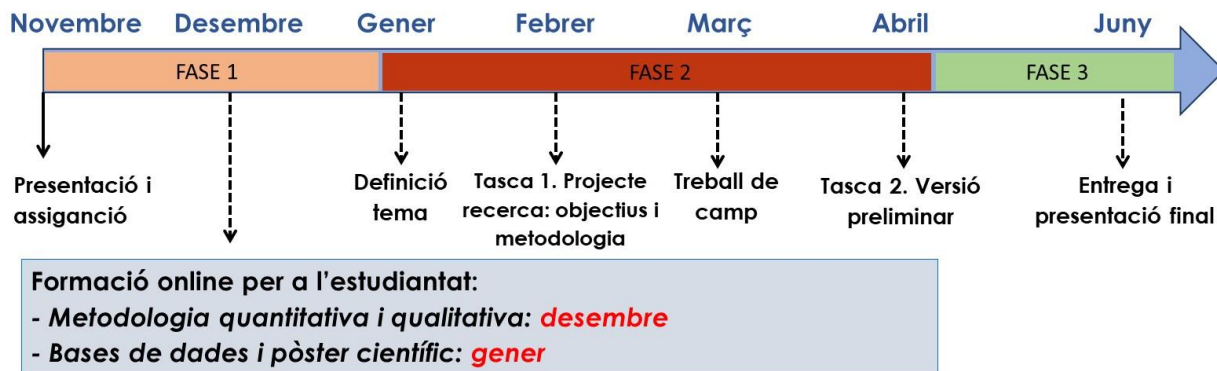 Novembre Desembre Gener Febrer Març Abril Juny
FASE 1 FASE 2 FASE 3
Presentació i
assiganció
Definició
tema
Tasca 1. Projecte
recerca: objectius i
metodologia
Treball de
camp
Tasca 2. Versió
preliminar
Entrega i
presentació final
Formació online per a l'estudiantat:
- Metodologia quantitativa i qualitativa: desembre
- Bases de dades i pòster científic: gener